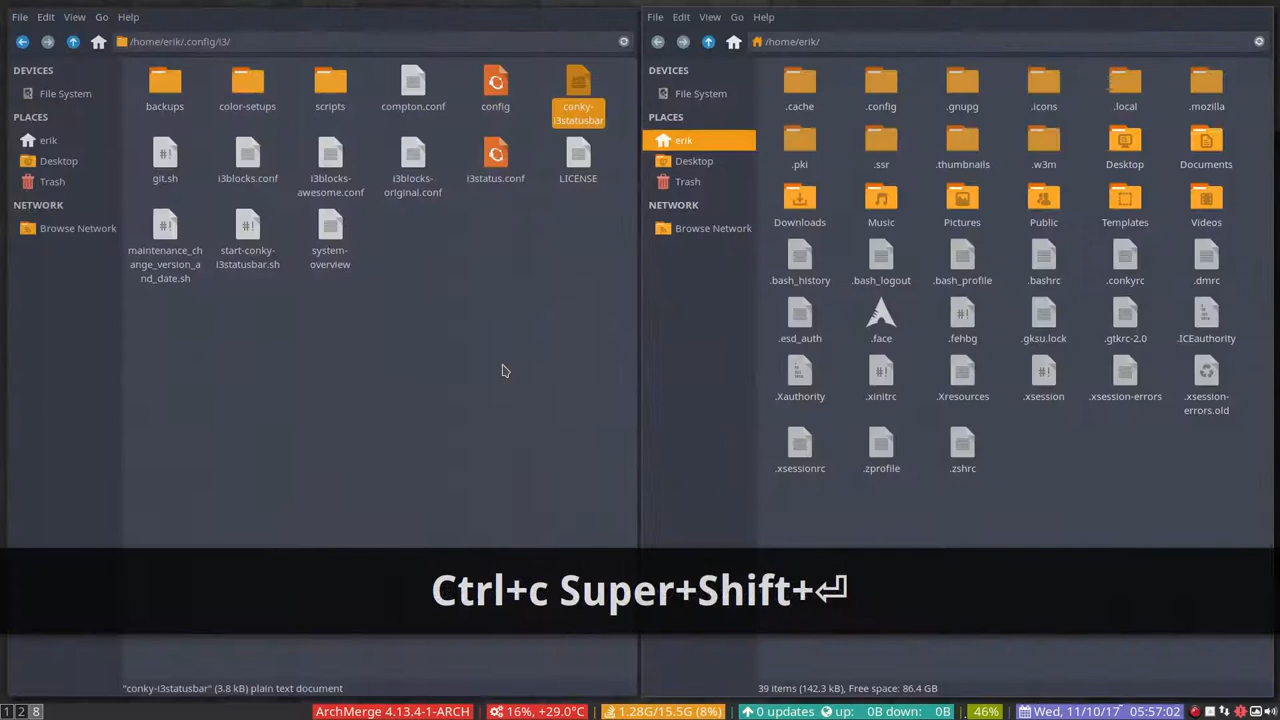 File Edit View Go Help
/home/erik/.config/i3/
DEVICES
File System
PLACES
erik
Desktop
Trash
NETWORK
Browse Network
backups color-setups scripts compton.conf config conky-
i3statusbar
git.sh i3blocks.conf i3blocks-
awesome.conf i3blocks-
original.conf i3status.conf LICENSE
maintenance_ch
ange_version_a
nd_date.sh start-conky-
i3statusbar.sh system-
overview
"conky-i3statusbar" (3.8 kB) plain text document
File Edit View Go Help
/home/erik/
DEVICES
File System
PLACES
erik
Desktop
Trash
NETWORK
Browse Network
.cache .config .gnupg .icons .local .mozilla
.pki .ssr .thumbnails .w3m Desktop Documents
Downloads Music Pictures Public Templates Videos
.bash_history .bash_logout .bash_profile .bashrc .conkyrc .dmrc
.esd_auth .face .fehbg .gksu.lock .gtkrc-2.0 .ICEauthority
.Xauthority .xinitrc .Xresources .xsession .xsession-errors .xsession-
errors.old
.xsessionrc .zprofile .zshrc
39 items (142.3 kB), Free space: 86.4 GB
Ctrl+c Super+Shift+⏎
1 2 8 ArchMerge 4.13.4-1-ARCH 16%, +29.0°C 1.28G/15.5G (8%) 0 updates up: 0B down: 0B 46% Wed, 11/10/17 05:57:02